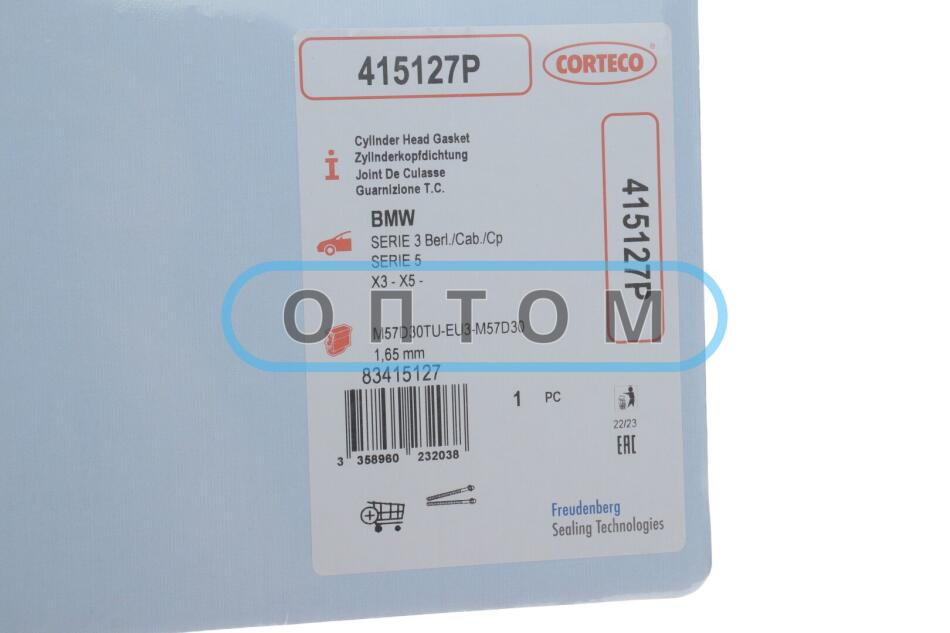 415127P
CORTECO
Cylinder Head Gasket
Zylinderkopfdichtung
Joint De Culasse
Guarnizione T.C.
BMW
SERIE 3 Berl./Cab./Cp
SERIE 5
X3 - X5 -
415127P
ОПТОМ
M57D30TU-EU3-M57D30
1,65 mm
83415127
1 PC
22/23
EAC
3 358960 232038
Freudenberg
Sealing Technologies